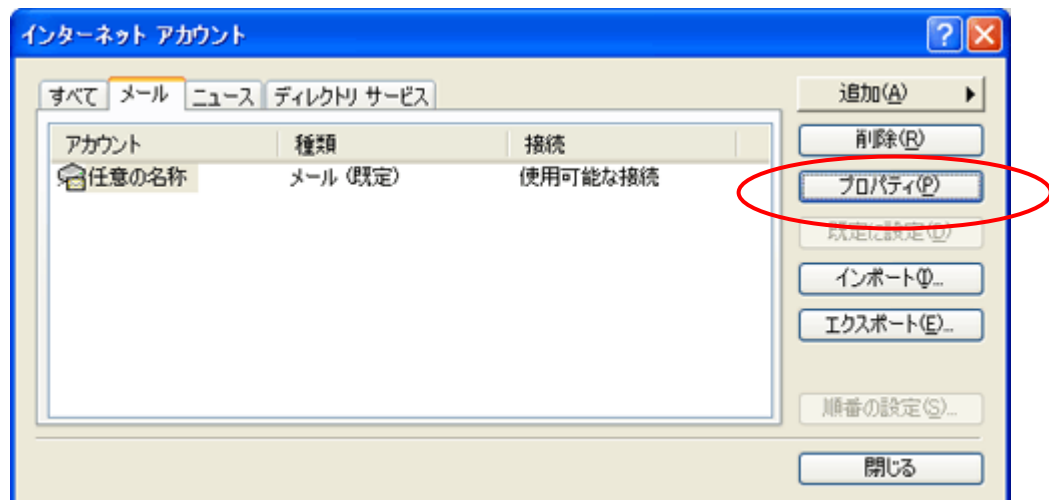 インターネット アカウント
すべて メール ニュース ディレクトリ サービス
追加(A)
アカウント 種類 接続
削除(R)
任意の名称 メール (既定) 使用可能な接続
プロパティ(P)
既定に設定(D)
インポート(I)...
エクスポート(E)...
順番の設定(S)...
閉じる